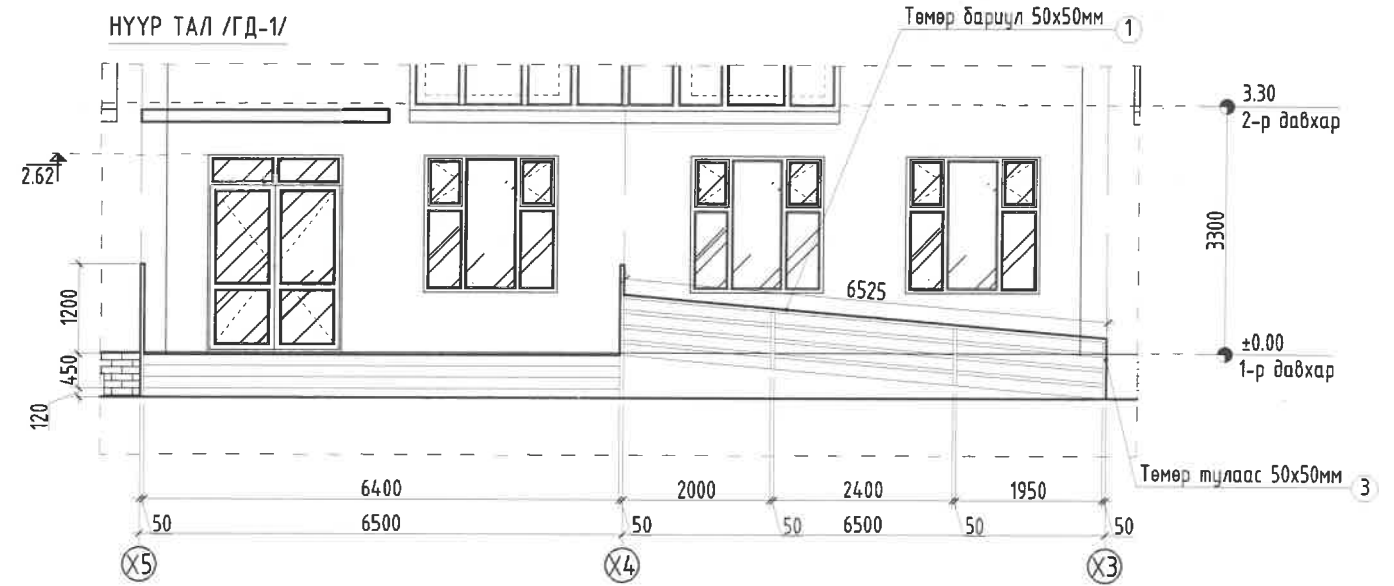 НҮҮР ТАЛ /ГД-1/
Төмөр бариул 50х50мм
1
3.30
2-р давхар
2.62
3300
6525
1200
±0.00
1-р давхар
450
120
Төмөр тулаас 50х50мм
3
6400
2000
2400
1950
50
6500
50
50
6500
50
50
X5
X4
X3